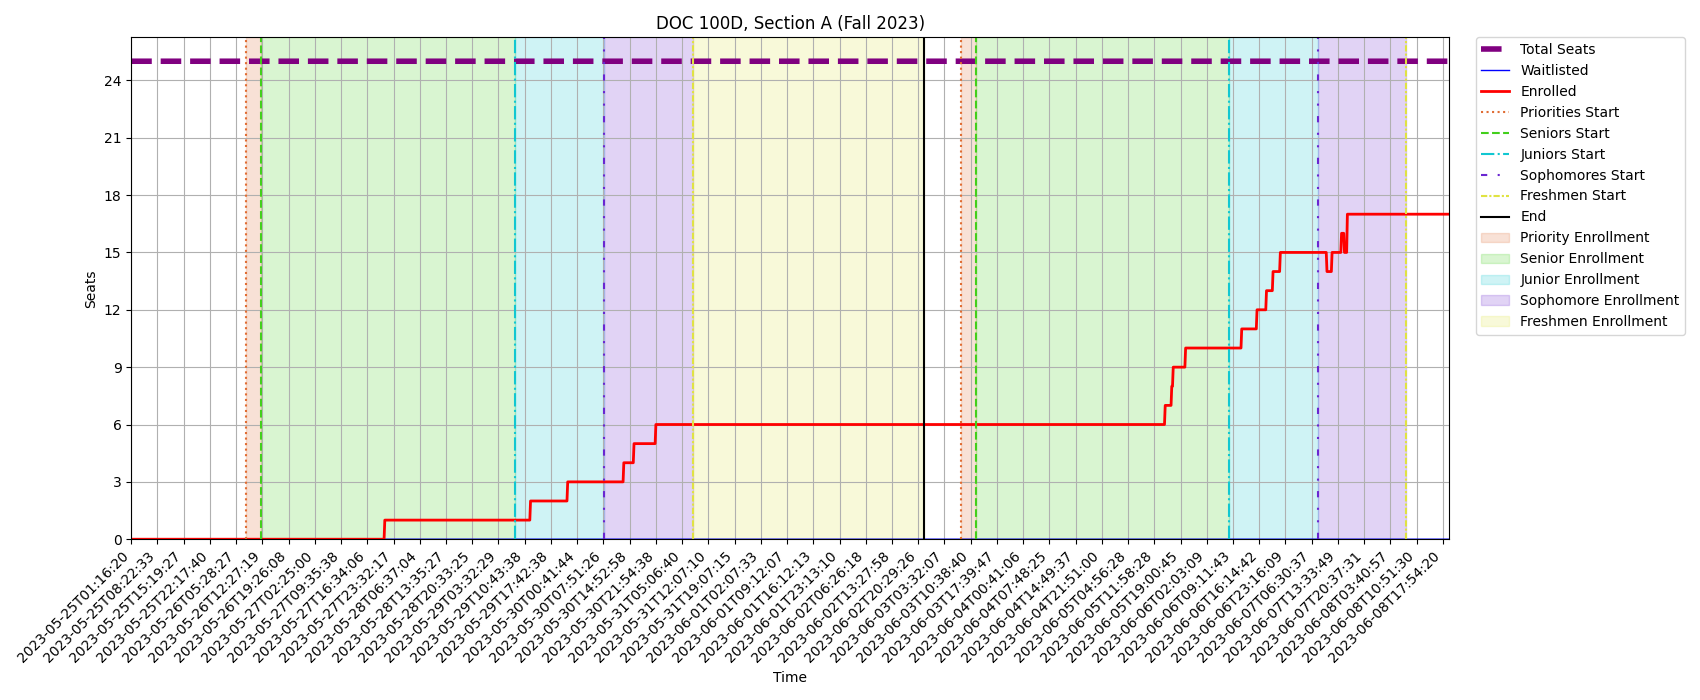 DOC 100D, Section A (Fall 2023)
Seats
24
21
18
15
12
9
6
3
0
2023-05-25T01:16:20
2023-05-25T08:22:33
2023-05-25T15:19:27
2023-05-25T22:17:40
2023-05-26T05:28:27
2023-05-26T12:27:19
2023-05-26T19:26:08
2023-05-27T02:25:00
2023-05-27T09:35:38
2023-05-27T16:34:06
2023-05-27T23:32:17
2023-05-28T06:37:04
2023-05-28T13:35:27
2023-05-28T20:33:25
2023-05-29T03:32:29
2023-05-29T10:43:38
2023-05-29T17:42:38
2023-05-30T00:41:44
2023-05-30T07:51:26
2023-05-30T14:52:58
2023-05-30T21:54:38
2023-05-31T05:06:40
2023-05-31T12:07:10
2023-05-31T19:07:15
2023-06-01T02:07:33
2023-06-01T09:12:07
2023-06-01T16:12:13
2023-06-01T23:13:10
2023-06-02T06:26:18
2023-06-02T13:27:58
2023-06-02T20:29:26
2023-06-03T03:32:07
2023-06-03T10:38:40
2023-06-03T17:39:47
2023-06-04T00:41:06
2023-06-04T07:48:25
2023-06-04T14:49:37
2023-06-04T21:51:00
2023-06-05T04:56:28
2023-06-05T11:58:28
2023-06-05T19:00:45
2023-06-06T02:03:09
2023-06-06T09:11:43
2023-06-06T16:14:42
2023-06-06T23:16:09
2023-06-07T06:30:37
2023-06-07T13:33:49
2023-06-07T20:37:31
2023-06-08T03:40:57
2023-06-08T10:51:30
2023-06-08T17:54:20
Time
Total Seats
Waitlisted
Enrolled
Priorities Start
Seniors Start
Juniors Start
Sophomores Start
Freshmen Start
End
Priority Enrollment
Senior Enrollment
Junior Enrollment
Sophomore Enrollment
Freshmen Enrollment